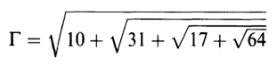 Γ = √(10 + √(31 + √(17 + √64)))